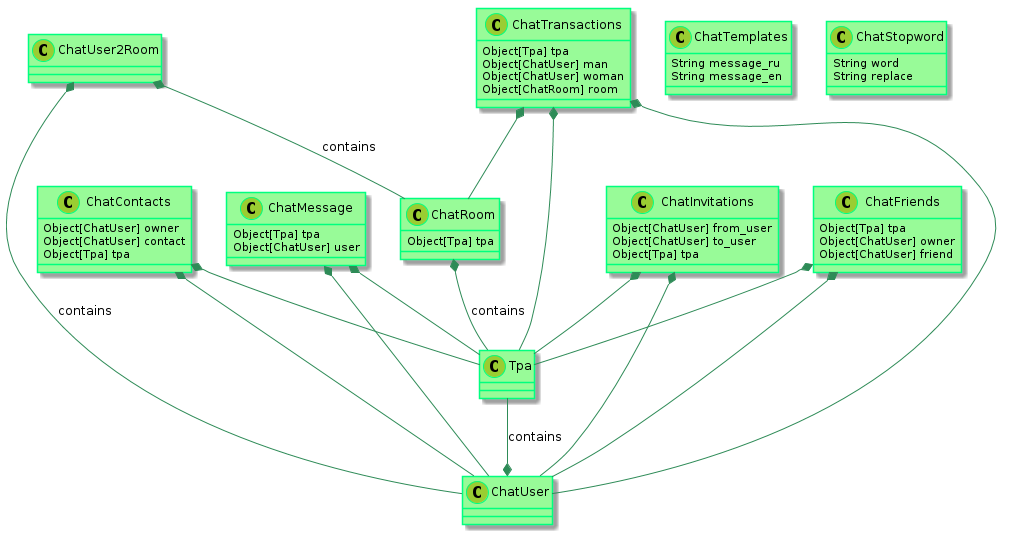 C ChatUser2Room
C ChatTransactions
Object[Tpa] tpa
Object[ChatUser] man
Object[ChatUser] woman
Object[ChatRoom] room
C ChatTemplates
String message_ru
String message_en
C ChatStopword
String word
String replace
contains
C ChatContacts
Object[ChatUser] owner
Object[ChatUser] contact
Object[Tpa] tpa
C ChatMessage
Object[Tpa] tpa
Object[ChatUser] user
C ChatRoom
Object[Tpa] tpa
C ChatInvitations
Object[ChatUser] from_user
Object[ChatUser] to_user
Object[Tpa] tpa
C ChatFriends
Object[Tpa] tpa
Object[ChatUser] owner
Object[ChatUser] friend
contains
contains
C Tpa
contains
C ChatUser